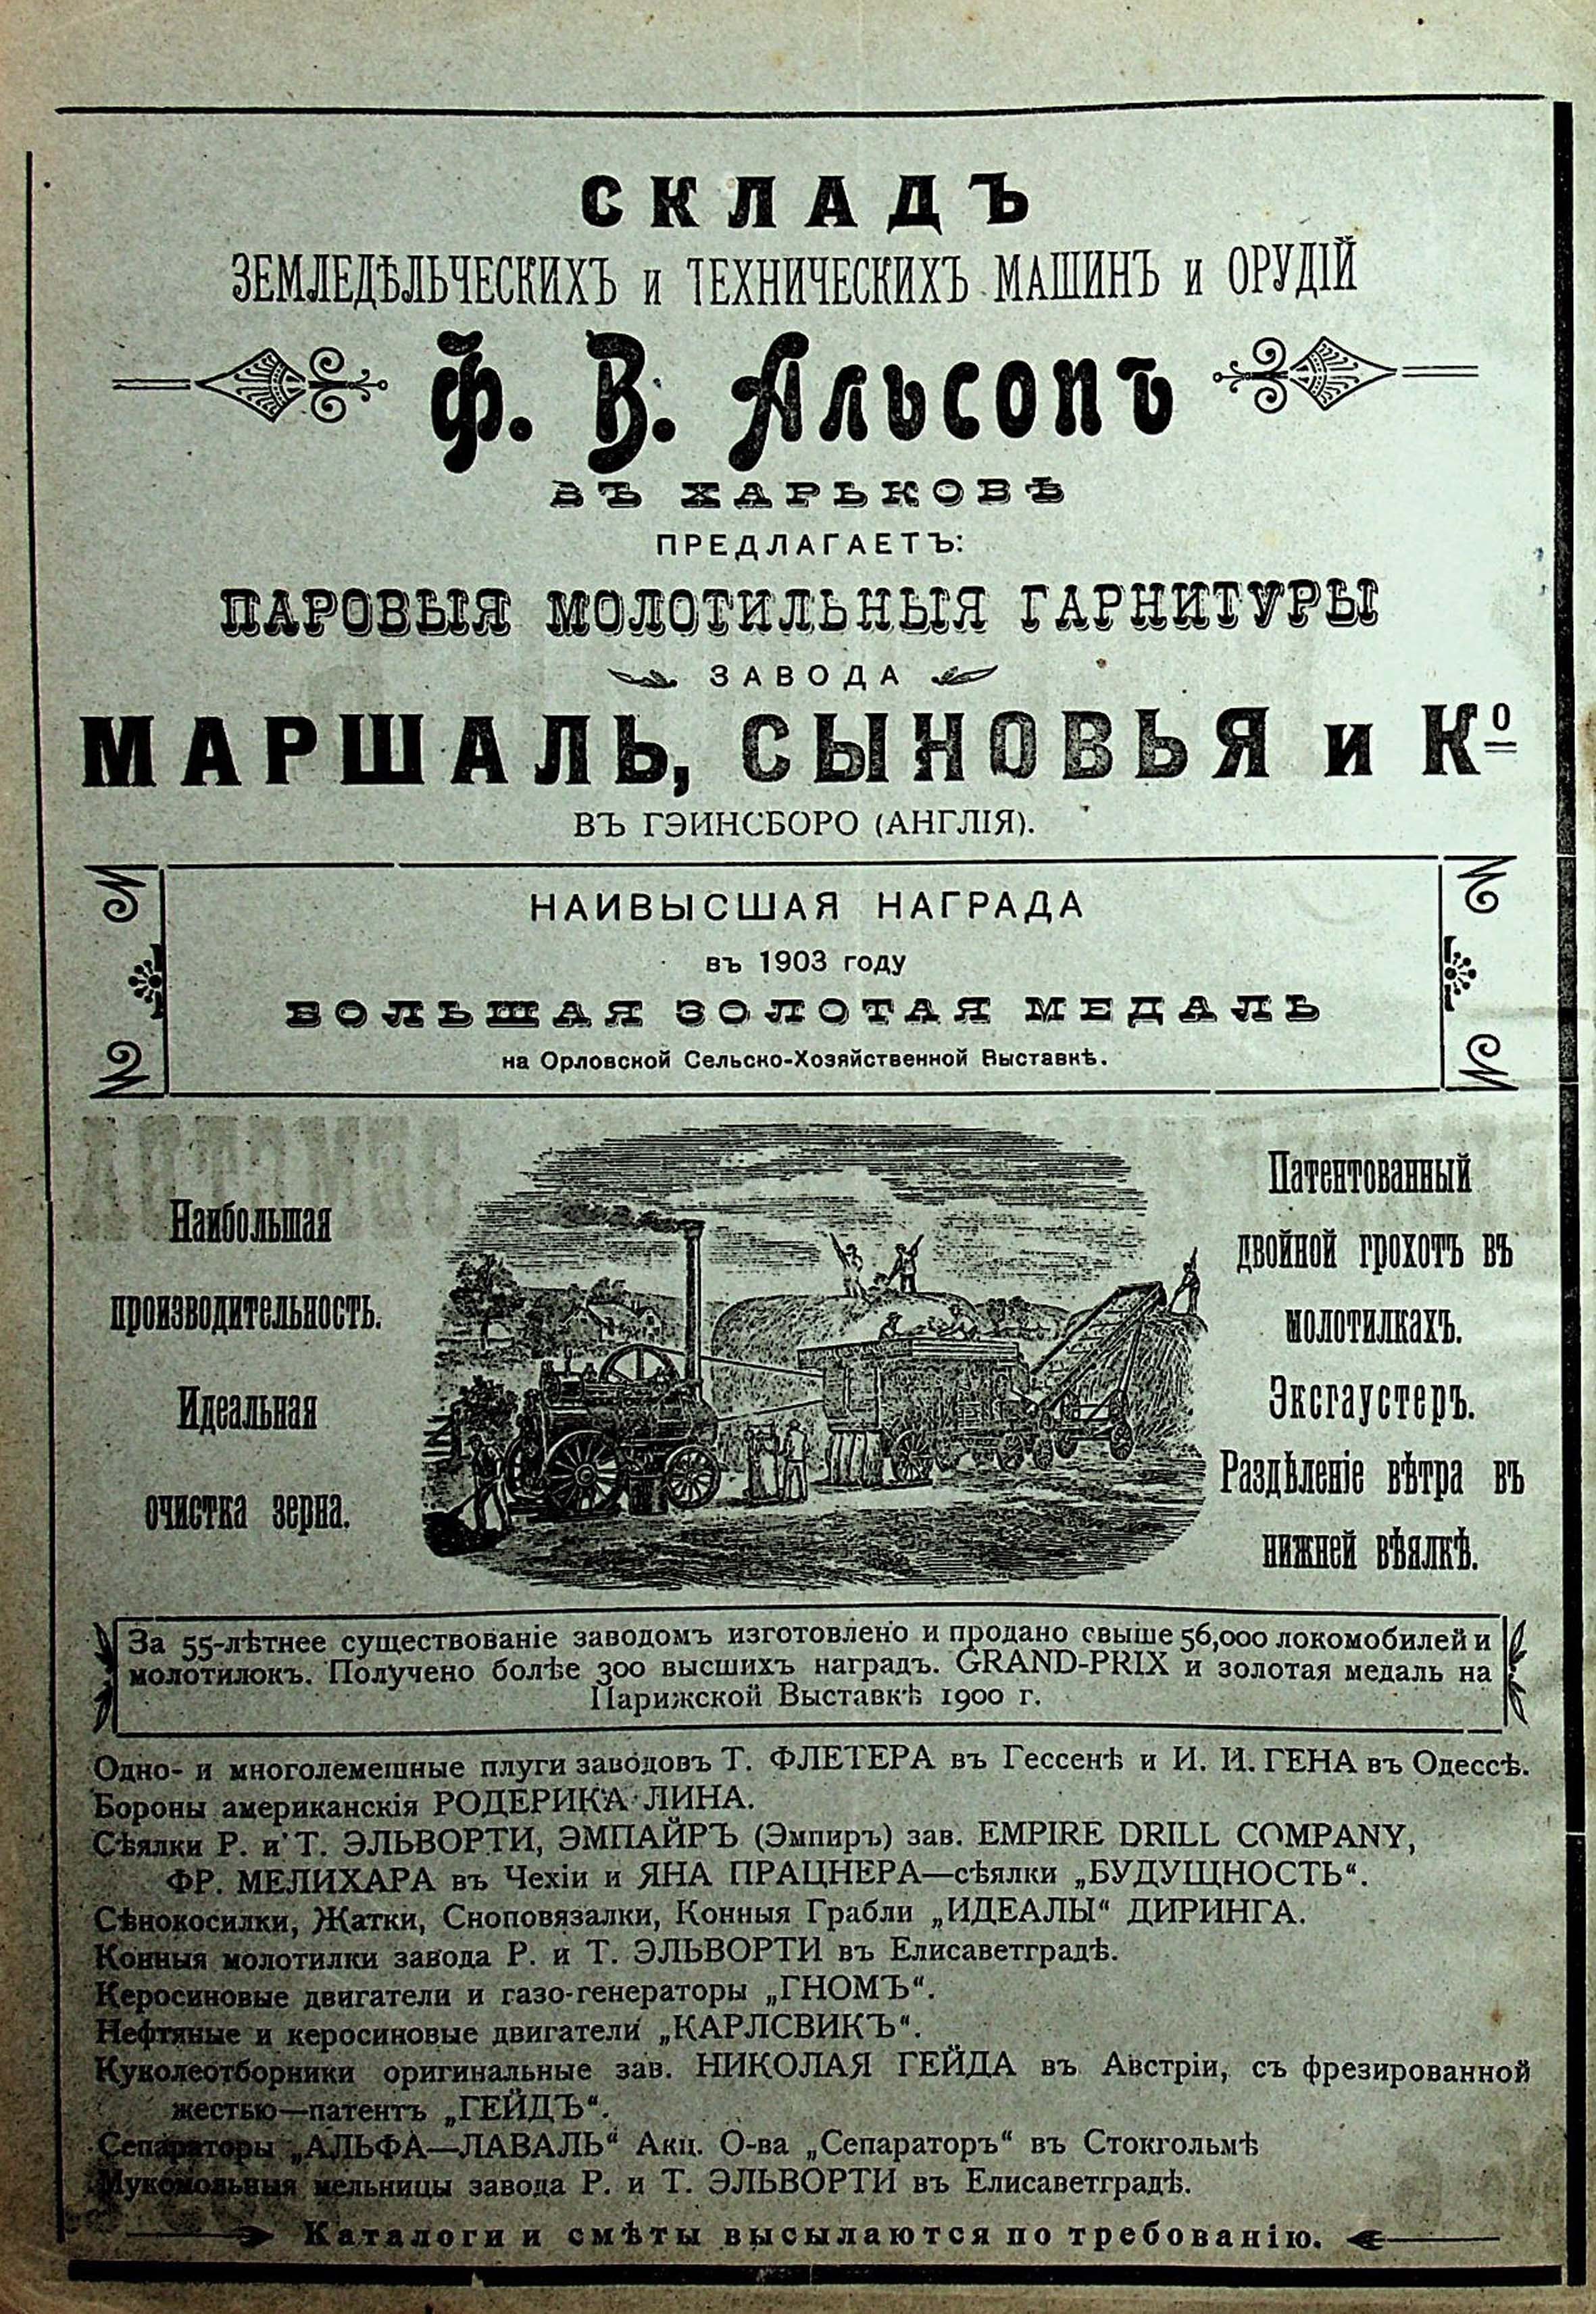 СКЛАДЪ
ЗЕМЛЕДѢЛЬЧЕСКИХЪ и ТЕХНИЧЕСКИХЪ МАШИНЪ и ОРУДІЙ
Ф. В. Альсопъ
ВЪ ХАРЬКОВѢ
ПРЕДЛАГАЕТЪ:
ПАРОВЫЯ МОЛОТИЛЬНЫЯ ГАРНИТУРЫ
ЗАВОДА
МАРШАЛЬ, СЫНОВЬЯ и Кº
ВЪ ГЭИНСБОРО (АНГЛІЯ).
НАИВЫСШАЯ НАГРАДА
въ 1903 году
БОЛЬШАЯ ЗОЛОТАЯ МЕДАЛЬ
на Орловской Сельско-Хозяйственной Выставкѣ.
Наибольшая
производительность.
Идеальная
очистка зерна.
Патентованный
двойной грохотъ въ
молотилкахъ.
Эксгаустеръ.
Раздѣленіе вѣтра въ
нижней вѣялкѣ.
За 55-лѣтнее существованіе заводомъ изготовлено и продано свыше 56,000 локомобилей и
молотилокъ. Получено болѣе 300 высшихъ наградъ. GRAND-PRIX и золотая медаль на
Парижской Выставкѣ 1900 г.
Одно- и многолемешные плуги заводовъ Т. ФЛЕТЕРА въ Гессенѣ и И. И. ГЕНА въ Одессѣ.
Бороны американскія РОДЕРИКА ЛИНА.
Сѣялки Р. и Т. ЭЛЬВОРТИ, ЭМПАЙРЪ (Эмпиръ) зав. EMPIRE DRILL COMPANY,
ФР. МЕЛИХАРА въ Чехіи и ЯНА ПРАЦНЕРА—сѣялки „БУДУЩНОСТЬ“.
Сѣнокосилки, Жатки, Сноповязалки, Конныя Грабли „ИДЕАЛЫ“ ДИРИНГА.
Конныя молотилки завода Р. и Т. ЭЛЬВОРТИ въ Елисаветградѣ.
Керосиновые двигатели и газо-генераторы „ГНОМЪ“.
Нефтяные и керосиновые двигатели „КАРЛСВИКЪ“.
Куколеотборники оригинальные зав. НИКОЛАЯ ГЕЙДА въ Австріи, съ фрезированной
жестью—патентъ „ГЕЙДЪ“.
Сепараторы „АЛЬФА—ЛАВАЛЬ“ Акц. О-ва „Сепараторъ“ въ Стокгольмѣ
Мукомольныя мельницы завода Р. и Т. ЭЛЬВОРТИ въ Елисаветградѣ.
Каталоги и смѣты высылаются по требованію.